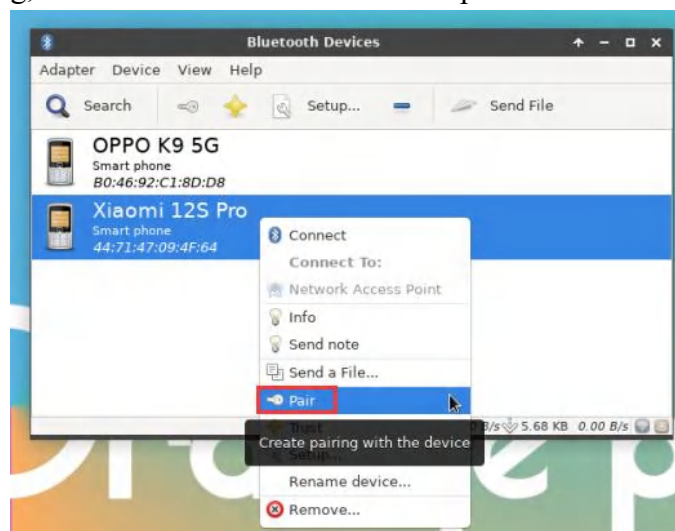 Bluetooth Devices
Adapter Device View Help
Search Setup... Send File
OPPO K9 5G
Smart phone
B0:46:92:C1:8D:D8
Xiaomi 12S Pro
Smart phone
44:71:47:09:4F:64
Connect
Connect To:
Network Access Point
Info
Send note
Send a File...
Pair
Trust
B/s 5.68 KB 0.00 B/s
Create pairing with the device
Setup...
Rename device...
Remove...